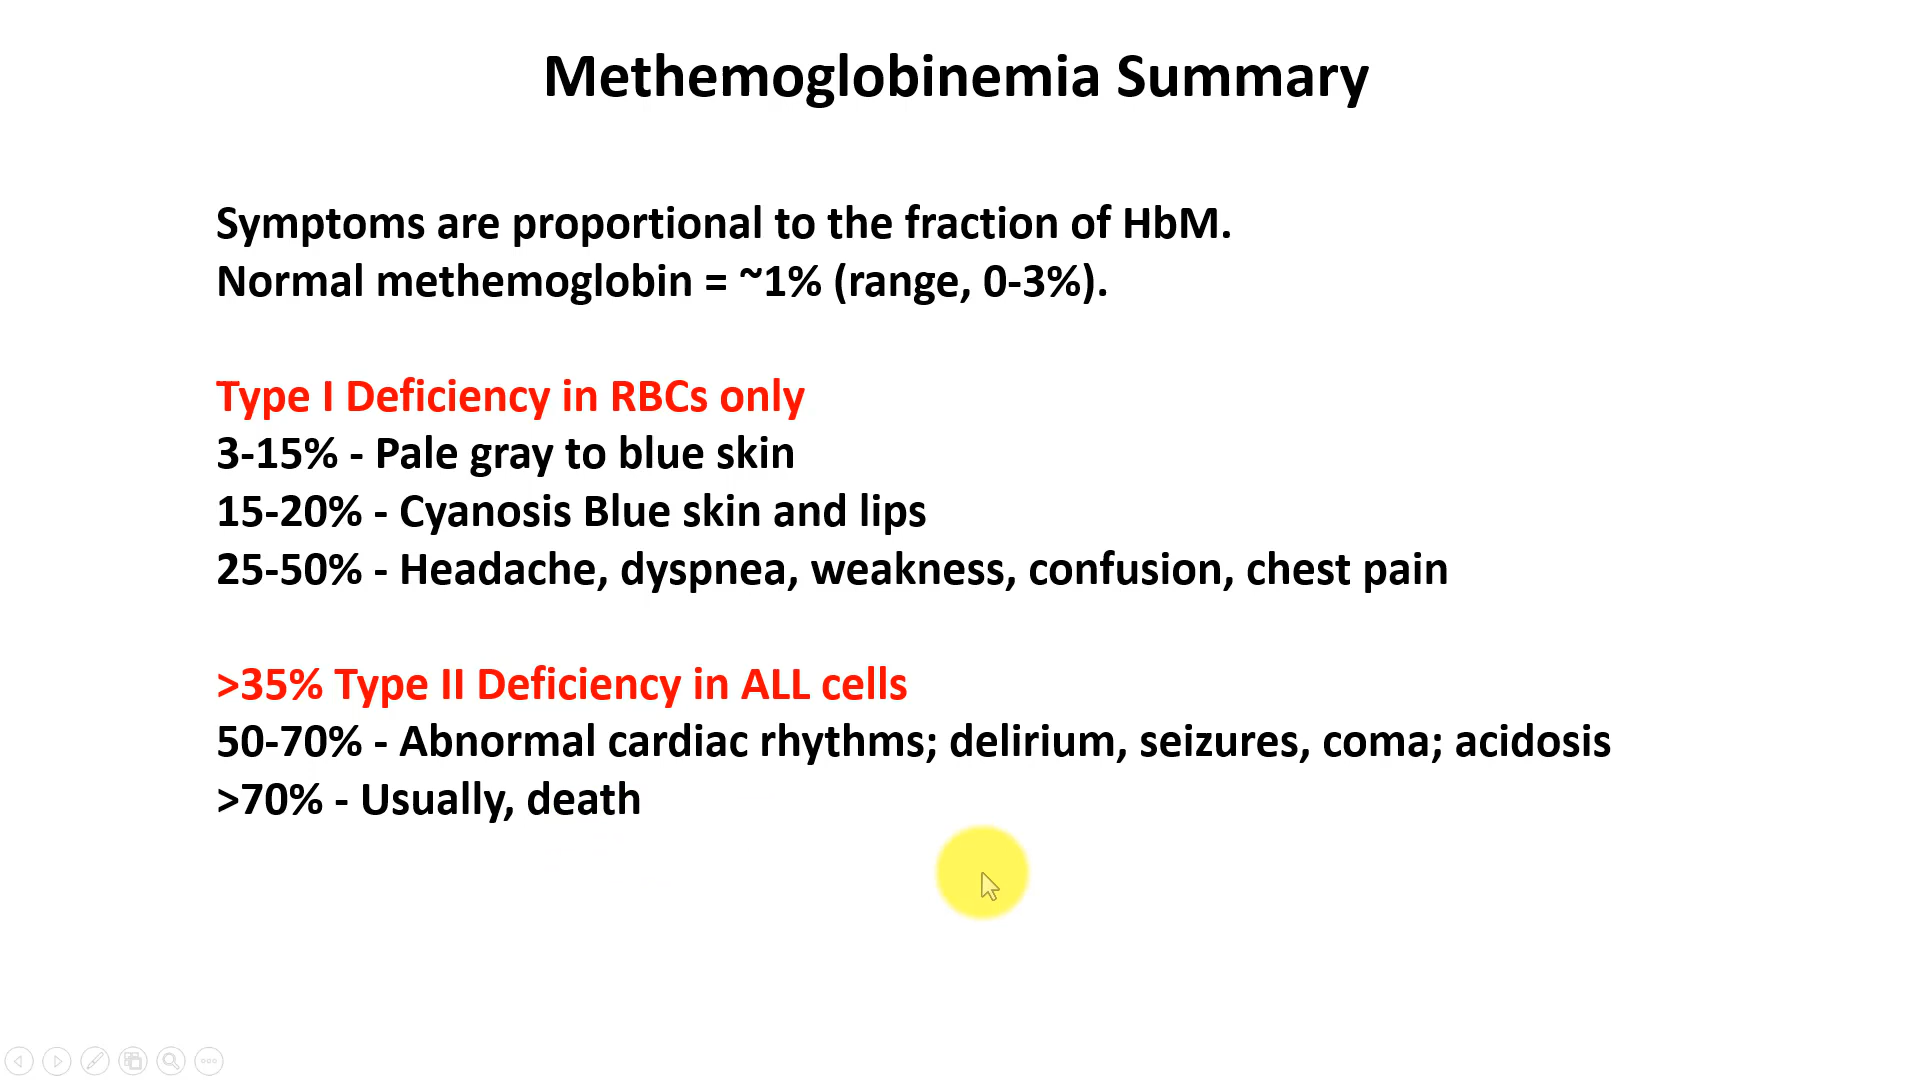 Methemoglobinemia Summary
Symptoms are proportional to the fraction of HbM.
Normal methemoglobin = ~1% (range, 0-3%).
Type I Deficiency in RBCs only
3-15% - Pale gray to blue skin
15-20% - Cyanosis Blue skin and lips
25-50% - Headache, dyspnea, weakness, confusion, chest pain
>35% Type II Deficiency in ALL cells
50-70% - Abnormal cardiac rhythms; delirium, seizures, coma; acidosis
>70% - Usually, death